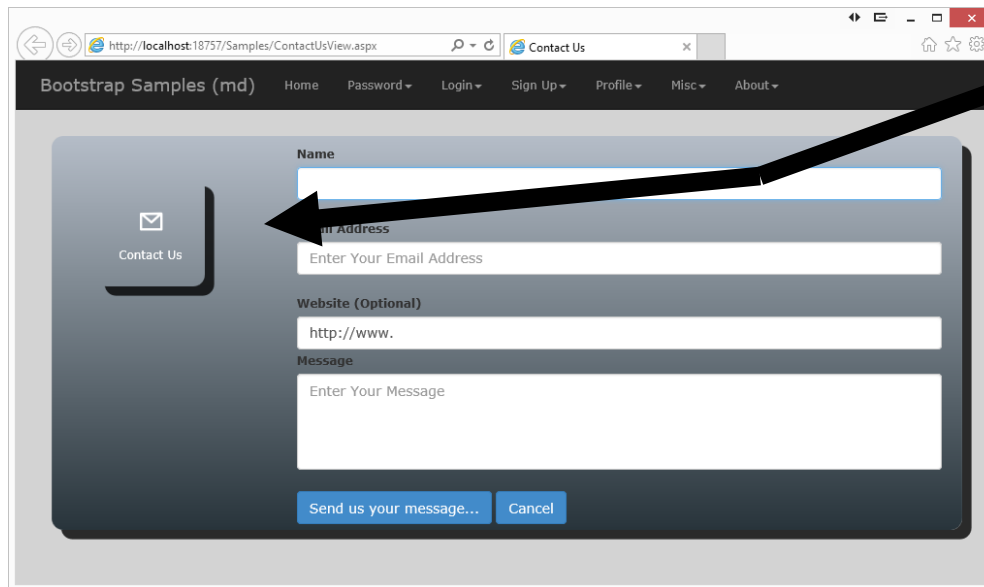 http://localhost:18757/Samples/ContactUsView.aspx
Contact Us
Bootstrap Samples (md) Home Password Login Sign Up Profile Misc About
Name
Contact Us
Address
Enter Your Email Address
Website (Optional)
http://www.
Message
Enter Your Message
Send us your message... Cancel